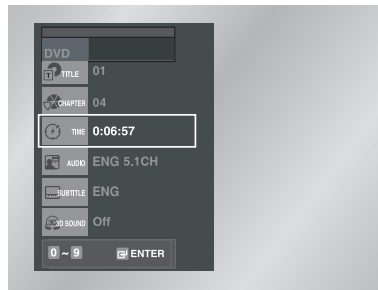 DVD
TITLE 01
CHAPTER 04
TIME 0:06:57
AUDIO ENG 5.1CH
SUBTITLE ENG
3D SOUND Off
0 ~ 9 ENTER